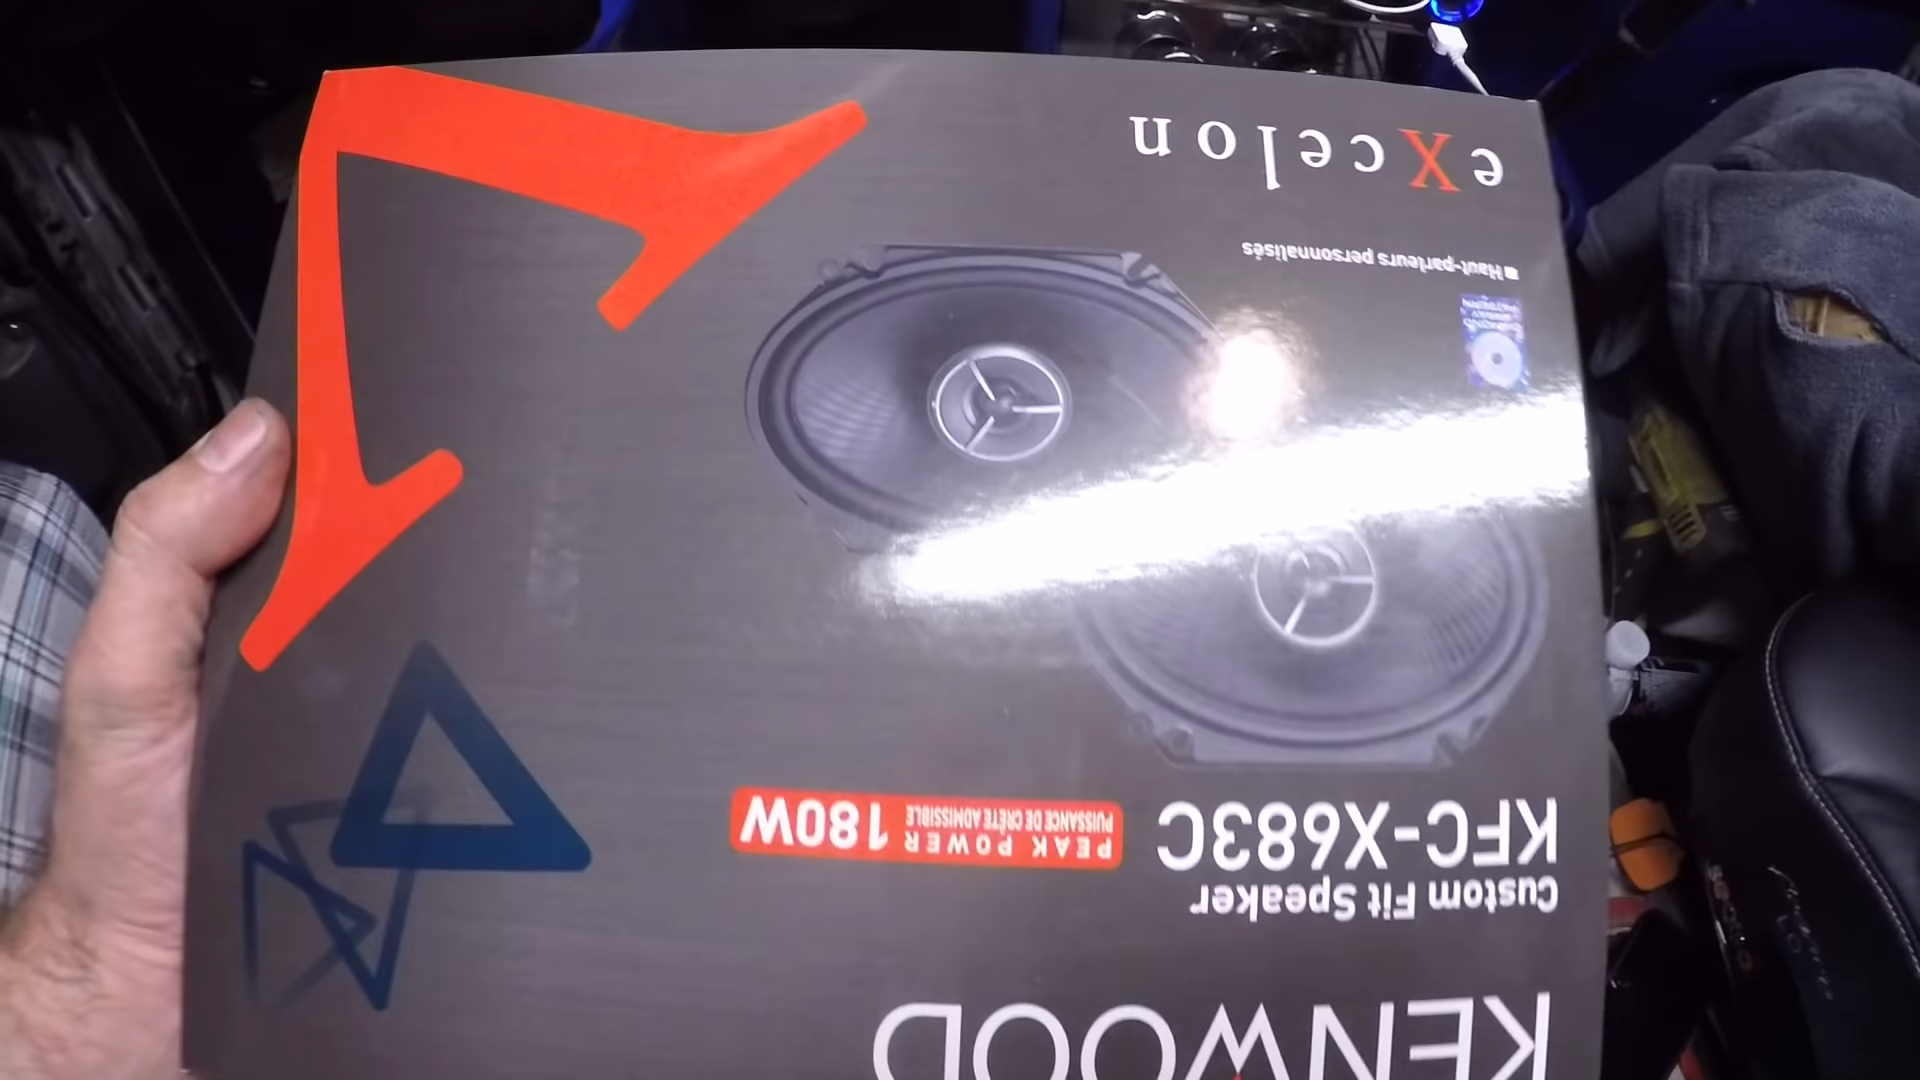 KENWOOD
Custom Fit Speaker
KFC-X683C
PEAK POWER
PUISSANCE DE CRÊTE ADMISSIBLE
180W
■ Haut-parleurs personnalisés
eXcelon